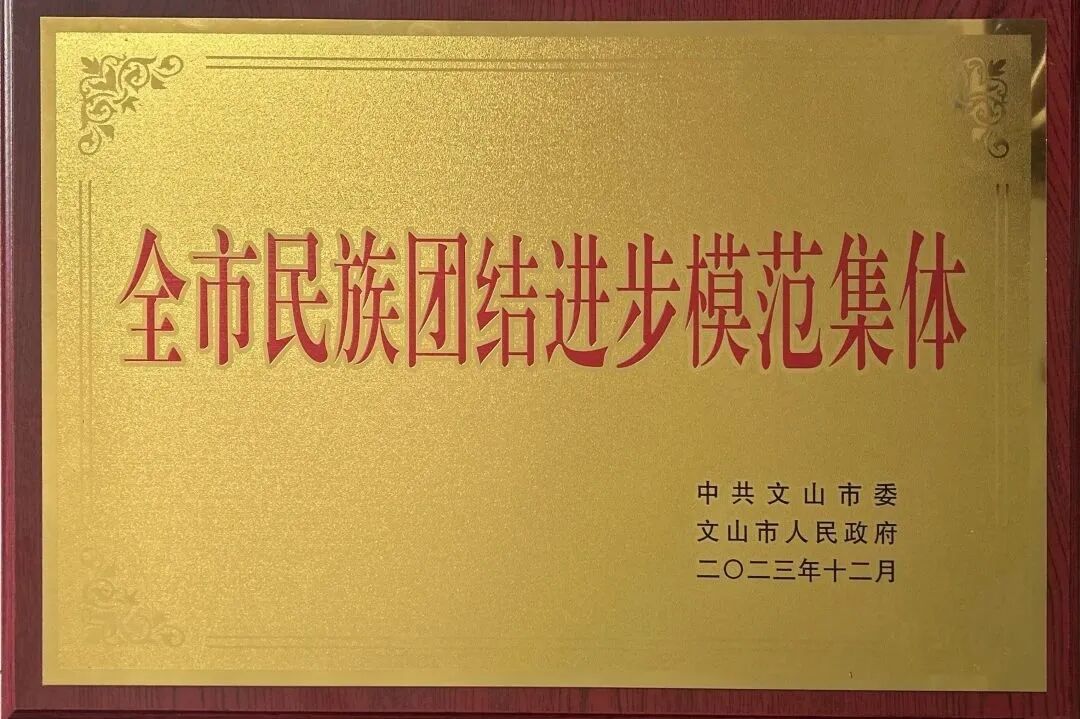 全市民族团结进步模范集体
中共文山市委
文山市人民政府
二〇二三年十二月